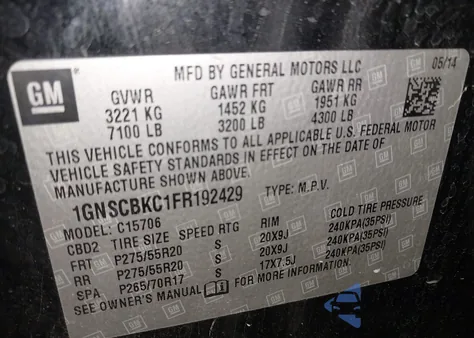 GM
MFD BY GENERAL MOTORS LLC 05/14
GVWR GAWR FRT GAWR RR
3221 KG 1452 KG 1951 KG
7100 LB 3200 LB 4300 LB
THIS VEHICLE CONFORMS TO ALL APPLICABLE U.S. FEDERAL MOTOR
VEHICLE SAFETY STANDARDS IN EFFECT ON THE DATE OF
MANUFACTURE SHOWN ABOVE.
1GNSCBKC1FR192429 TYPE: M.P.V.
MODEL: C15706
CBD2 TIRE SIZE SPEED RTG RIM COLD TIRE PRESSURE
FRT P275/55R20 S 20X9J 240KPA(35PSI)
RR P275/55R20 S 20X9J 240KPA(35PSI)
SPA P265/70R17 S 17X7.5J 240KPA(35PSI)
SEE OWNER'S MANUAL FOR MORE INFORMATION.